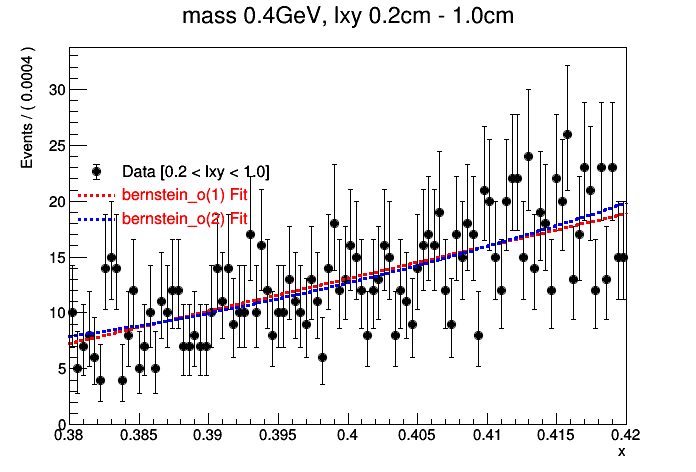 mass 0.4GeV, lxy 0.2cm - 1.0cm
Events / ( 0.0004 )
30
25
20
15
10
5
0
Data [0.2 < lxy < 1.0]
bernstein_o(1) Fit
bernstein_o(2) Fit
0.38 0.385 0.39 0.395 0.4 0.405 0.41 0.415 0.42
x